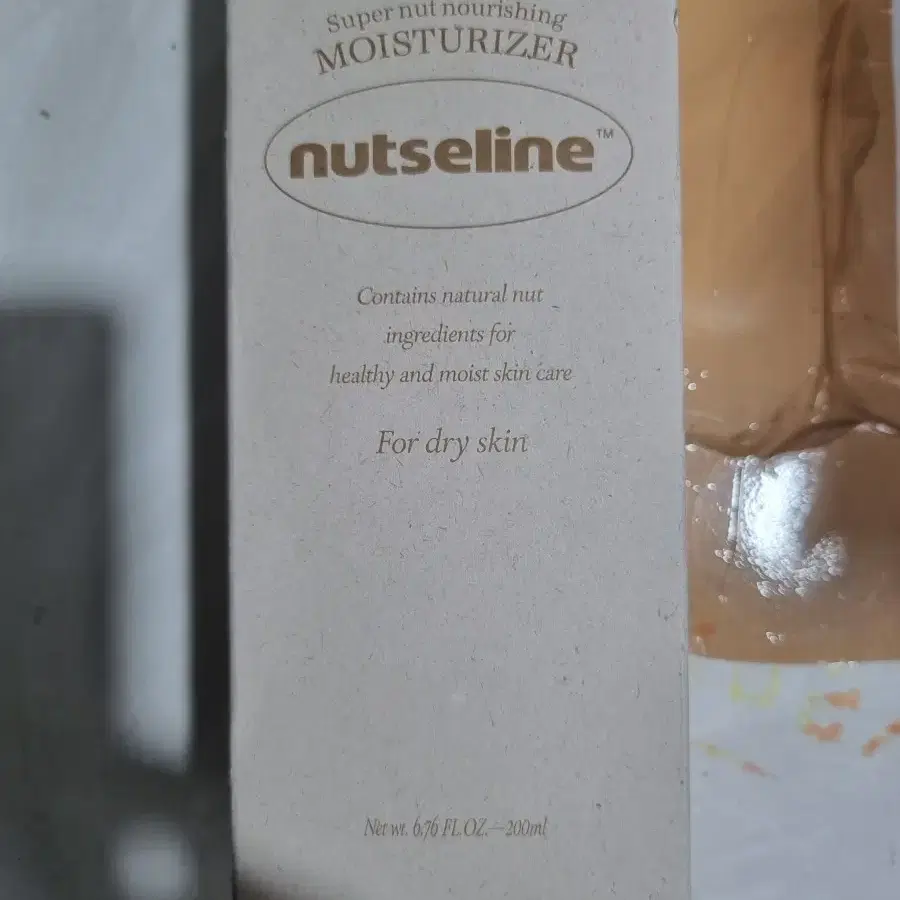 Super nut nourishing
MOISTURIZER
nutseline™
Contains natural nut
ingredients for
healthy and moist skin care
For dry skin
Net wt. 6.76 FL.OZ.—200ml